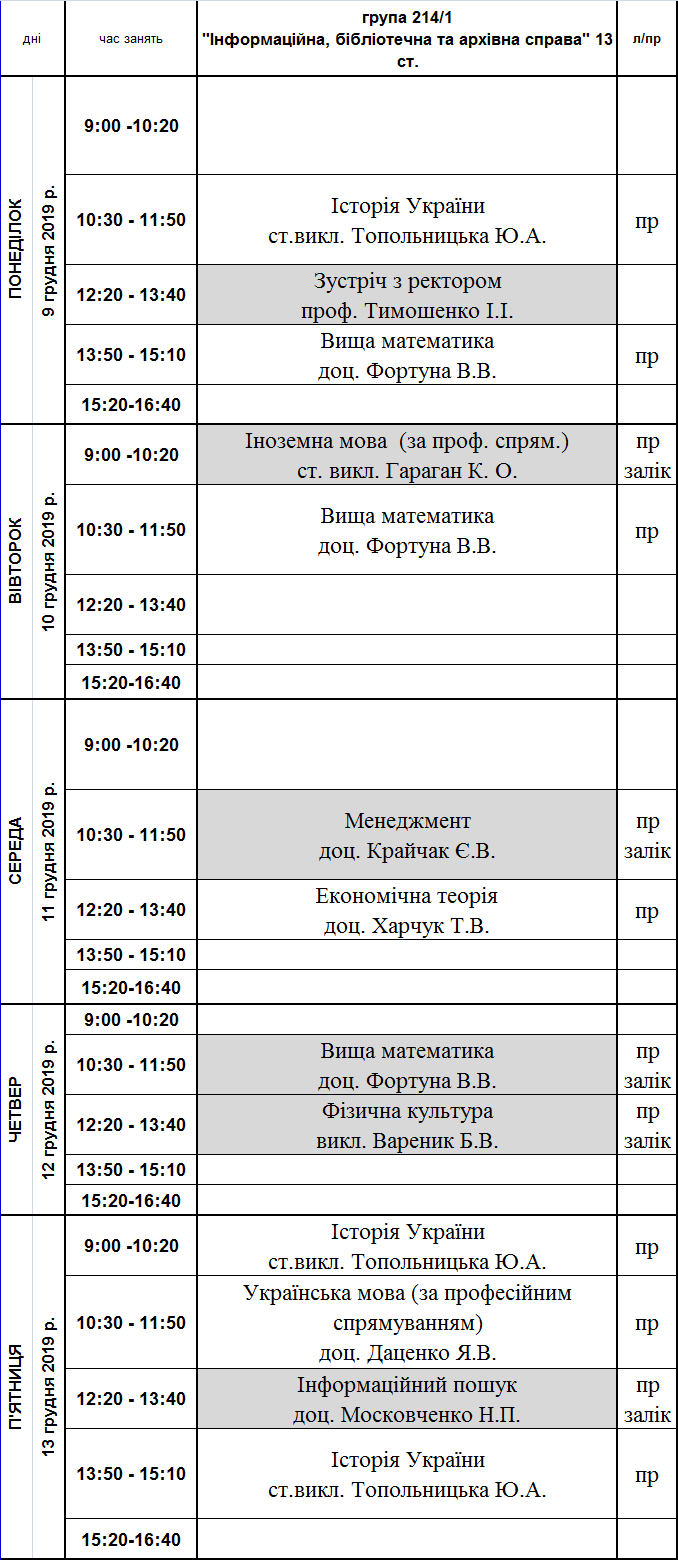 дні
час занять
група 214/1
"Інформаційна, бібліотечна та архівна справа" 13
ст.
л/пр
ПОНЕДІЛОК
9 грудня 2019 р.
9:00 -10:20
10:30 - 11:50
Історія України
ст.викл. Топольницька Ю.А.
пр
12:20 - 13:40
Зустріч з ректором
проф. Тимошенко І.І.
13:50 - 15:10
Вища математика
доц. Фортуна В.В.
пр
15:20-16:40
ВІВТОРОК
10 грудня 2019 р.
9:00 -10:20
Іноземна мова (за проф. спрям.)
ст. викл. Гараган К. О.
пр
залік
10:30 - 11:50
Вища математика
доц. Фортуна В.В.
пр
12:20 - 13:40
13:50 - 15:10
15:20-16:40
СЕРЕДА
11 грудня 2019 р.
9:00 -10:20
10:30 - 11:50
Менеджмент
доц. Крайчак Є.В.
пр
залік
12:20 - 13:40
Економічна теорія
доц. Харчук Т.В.
пр
13:50 - 15:10
15:20-16:40
ЧЕТВЕР
12 грудня 2019 р.
9:00 -10:20
10:30 - 11:50
Вища математика
доц. Фортуна В.В.
пр
залік
12:20 - 13:40
Фізична культура
викл. Вареник Б.В.
пр
залік
13:50 - 15:10
15:20-16:40
П'ЯТНИЦЯ
13 грудня 2019 р.
9:00 -10:20
Історія України
ст.викл. Топольницька Ю.А.
пр
10:30 - 11:50
Українська мова (за професійним
спрямуванням)
доц. Даценко Я.В.
пр
12:20 - 13:40
Інформаційний пошук
доц. Московченко Н.П.
пр
залік
13:50 - 15:10
Історія України
ст.викл. Топольницька Ю.А.
пр
15:20-16:40